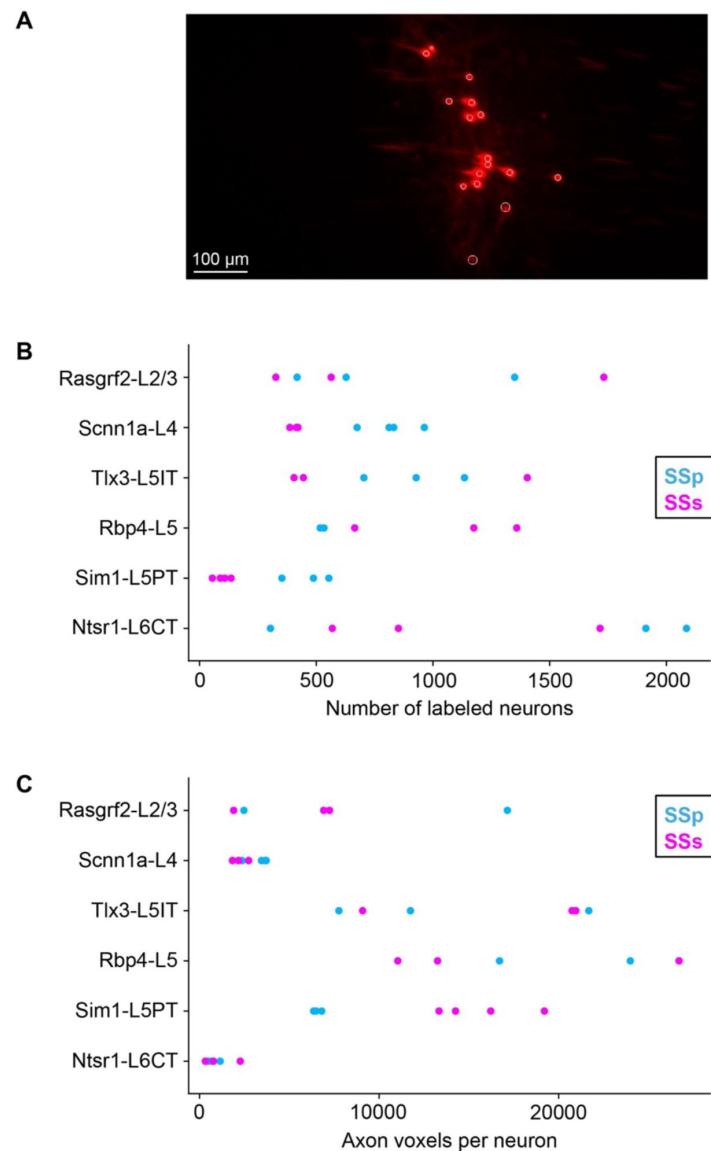 A
100 µm
B
Rasgrf2-L2/3
Scnn1a-L4
Tlx3-L5IT
Rbp4-L5
Sim1-L5PT
Ntsr1-L6CT
SSp
SSs
0 500 1000 1500 2000
Number of labeled neurons
C
Rasgrf2-L2/3
Scnn1a-L4
Tlx3-L5IT
Rbp4-L5
Sim1-L5PT
Ntsr1-L6CT
SSp
SSs
0 10000 20000
Axon voxels per neuron